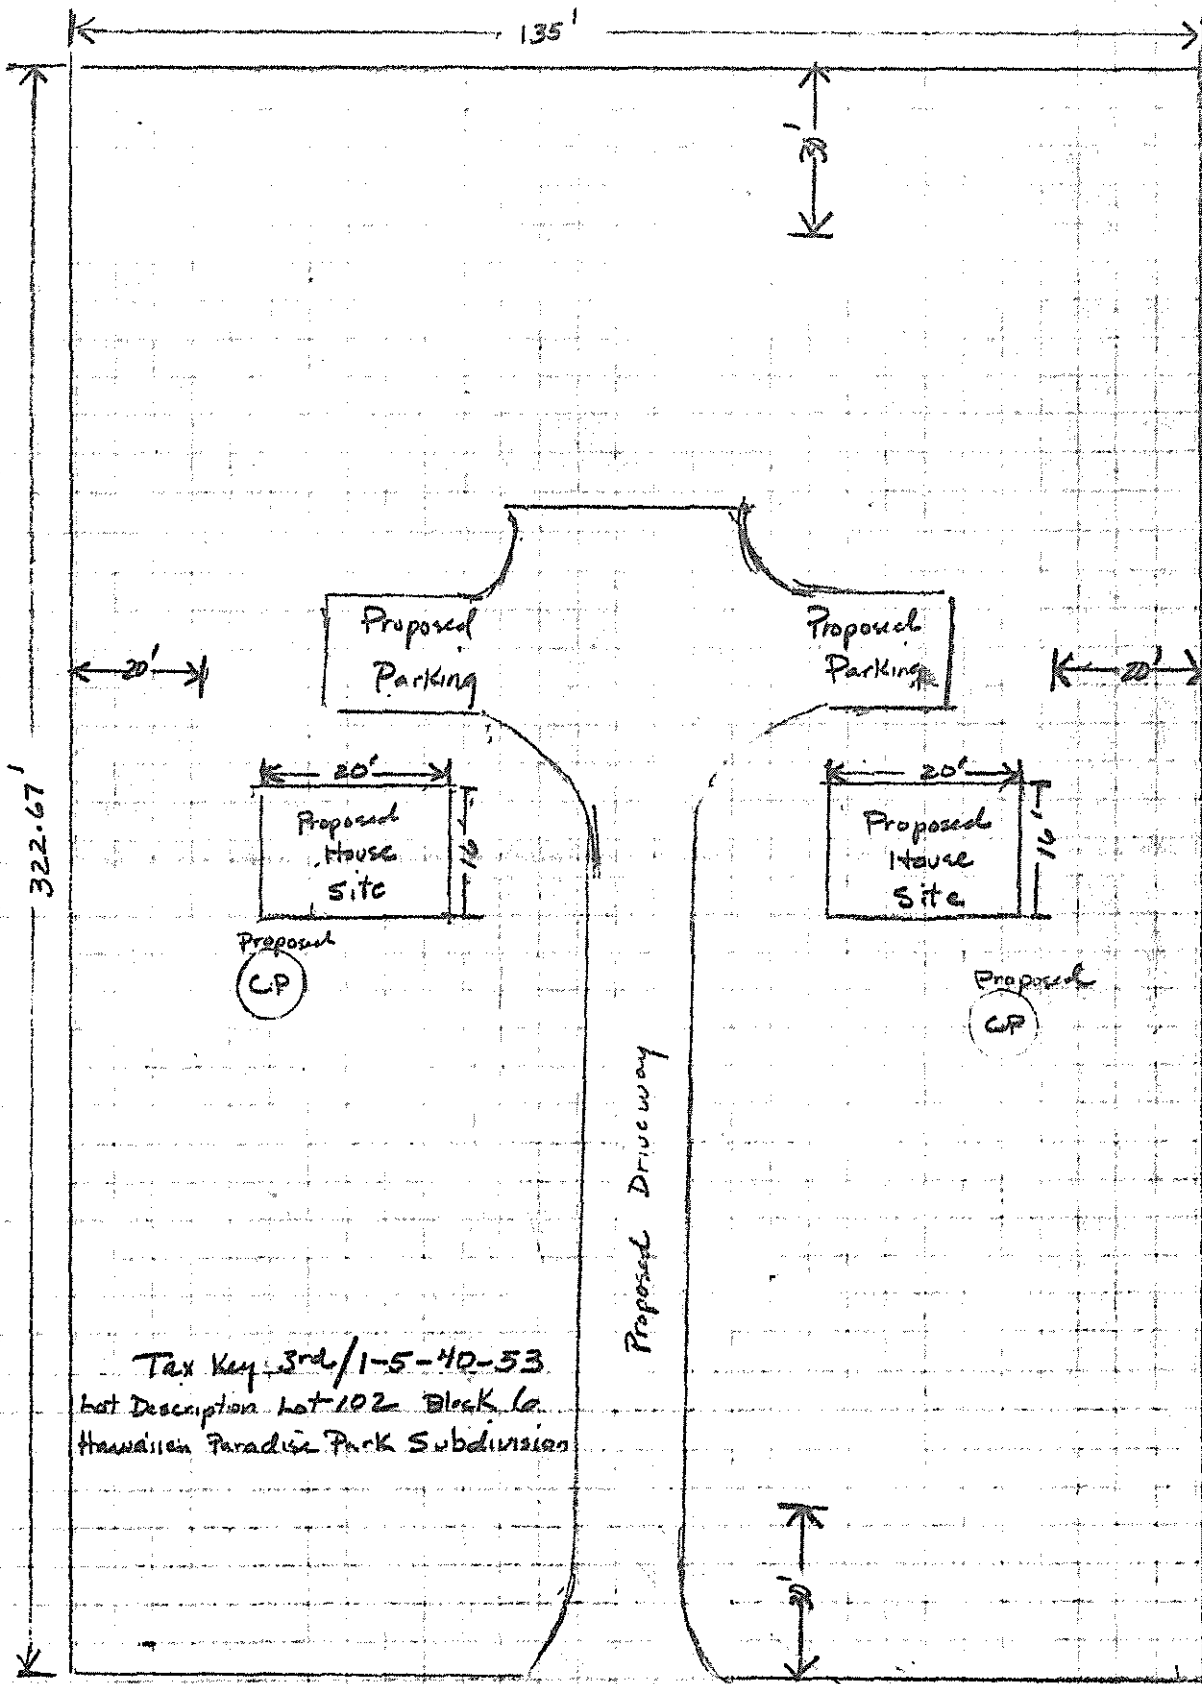 135'
30'
322.67'
Proposed
Parking
Proposed
Parking
20'
20'
20'
Proposed
House
Site
16'
20'
Proposed
House
Site
16'
Proposed
C.P
Proposed
C.P
Proposed Driveway
Tax Key 3rd/1-5-40-53
Lot Description Lot 102 Block 6
Hawaiian Paradise Park Subdivision
30'